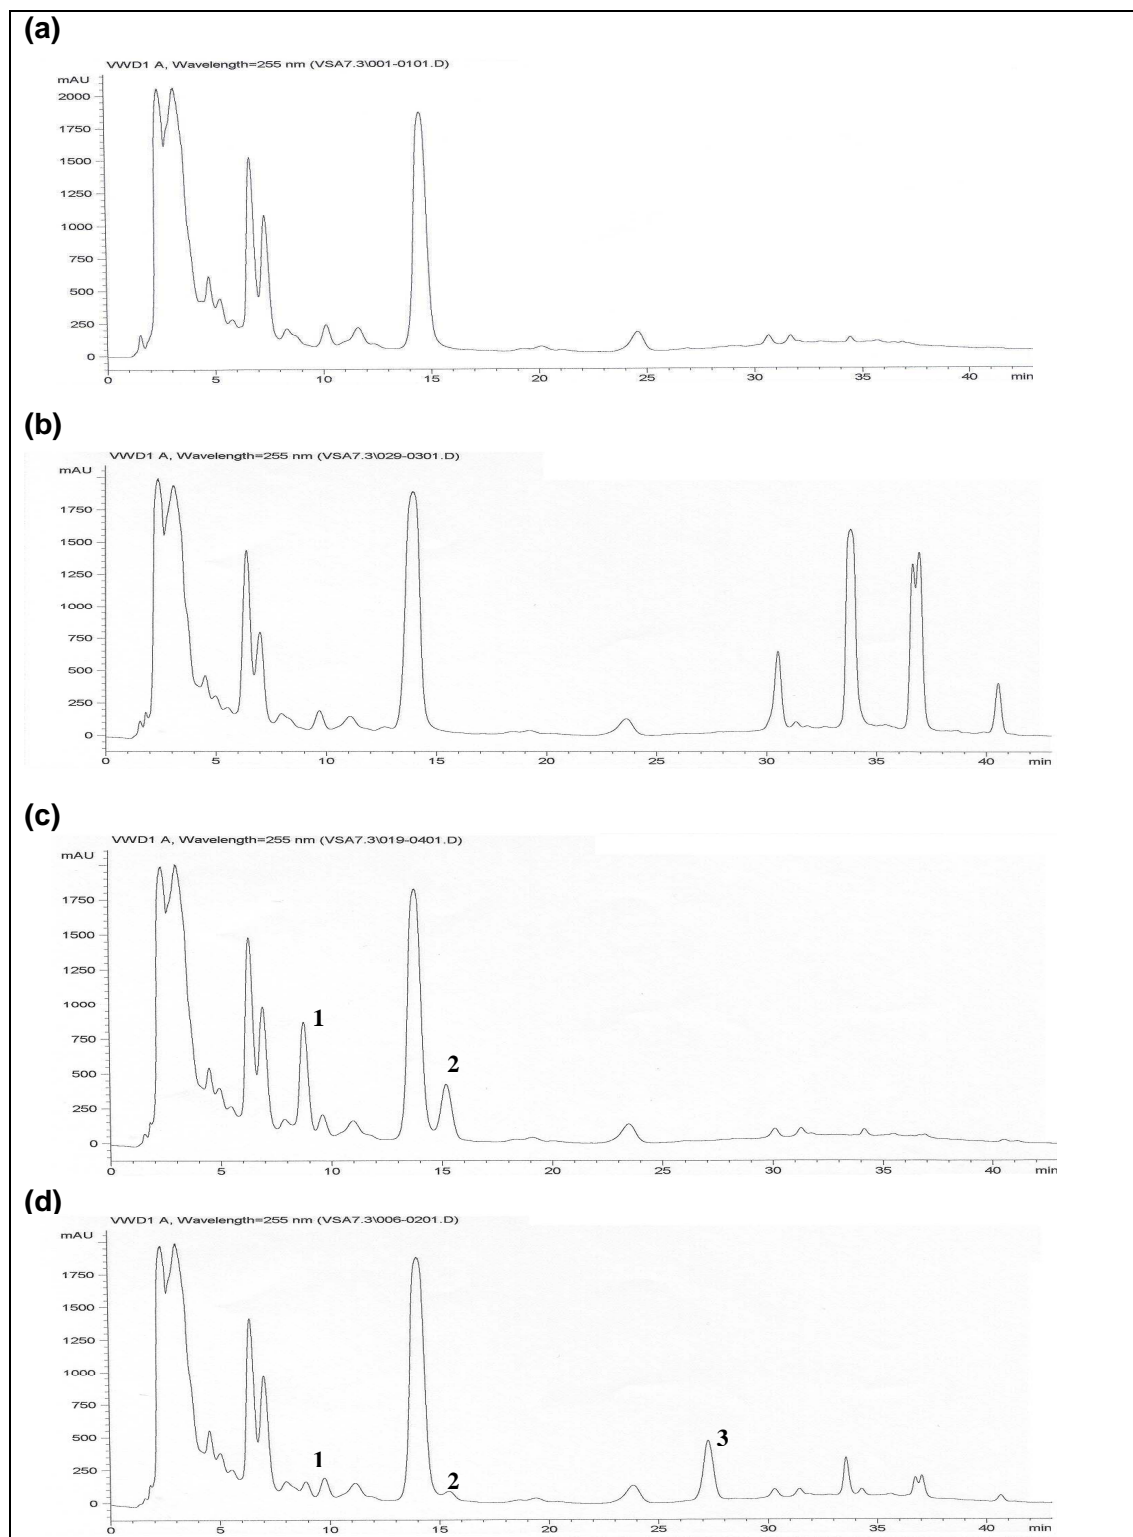 (a)
VWD1 A, Wavelength=255 nm (VSA7.3\001-0101.D)
mAU
2000
1750
1500
1250
1000
750
500
250
0
0 5 10 15 20 25 30 35 40 min
(b)
VWD1 A, Wavelength=255 nm (VSA7.3\029-0301.D)
mAU
1750
1500
1250
1000
750
500
250
0
0 5 10 15 20 25 30 35 40 min
(c)
VWD1 A, Wavelength=255 nm (VSA7.3\019-0401.D)
mAU
1750
1500
1250
1000
1
750
2
500
250
0
0 5 10 15 20 25 30 35 40 min
(d)
VWD1 A, Wavelength=255 nm (VSA7.3\006-0201.D)
mAU
1750
1500
1250
1000
750
500
3
1
2
250
0
0 5 10 15 20 25 30 35 40 min